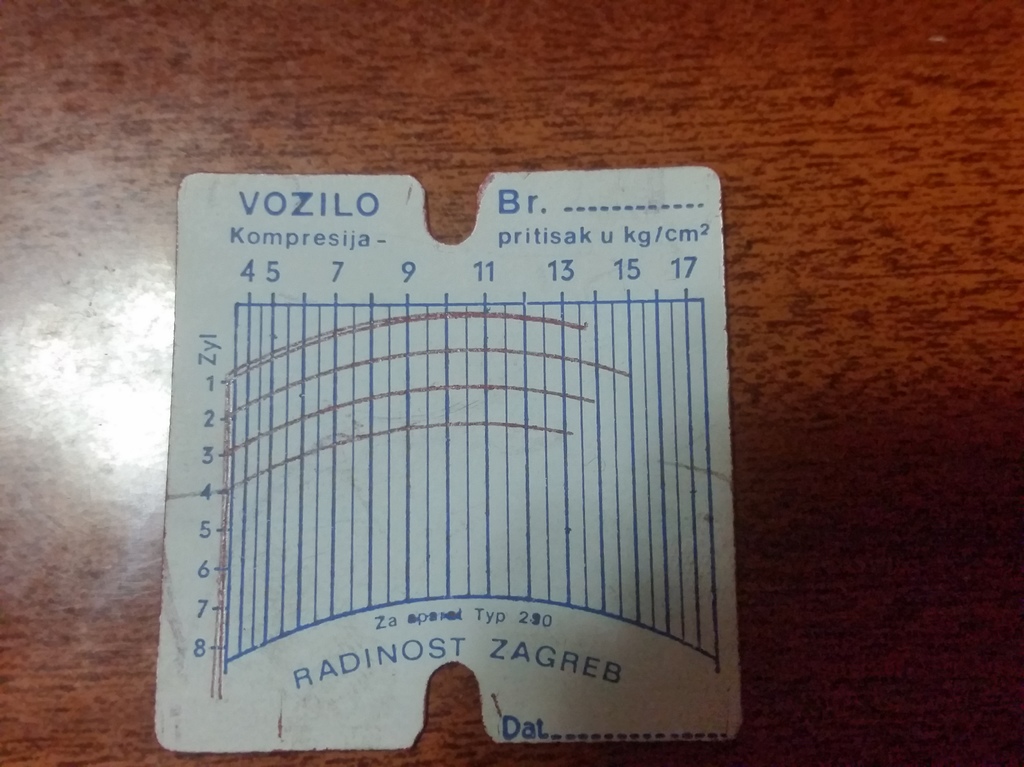 VOZILO
Br.
Kompresija-
pritisak u kg/cm²
4 5 7 9 11 13 15 17
Zyl
1
2
3
4
5
6
7
8
Za Typ
RADINOST ZAGREB
Dat